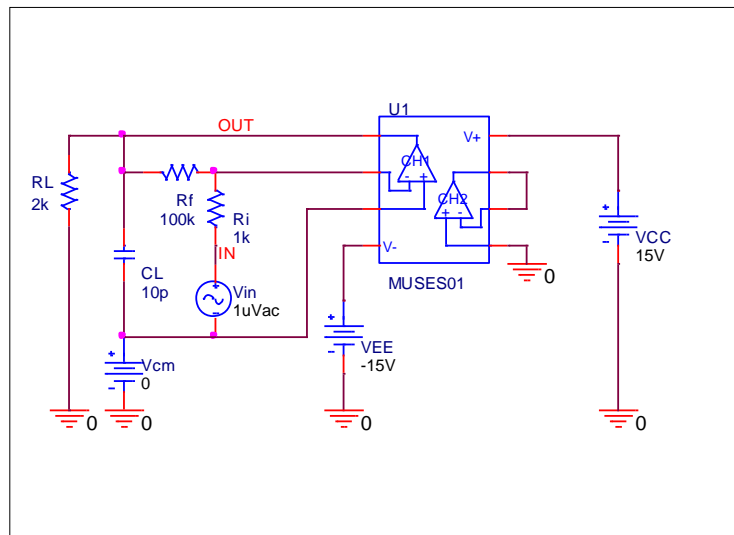 U1
OUT
V+
CH1
- +
CH2
+ -
V-
MUSES01
RL
2k
Rf
100k
Ri
1k
IN
CL
10p
+
-
Vin
1uVac
+
-
Vcm
0
+
-
VEE
-15V
+
-
VCC
15V
0
0
0
0
0